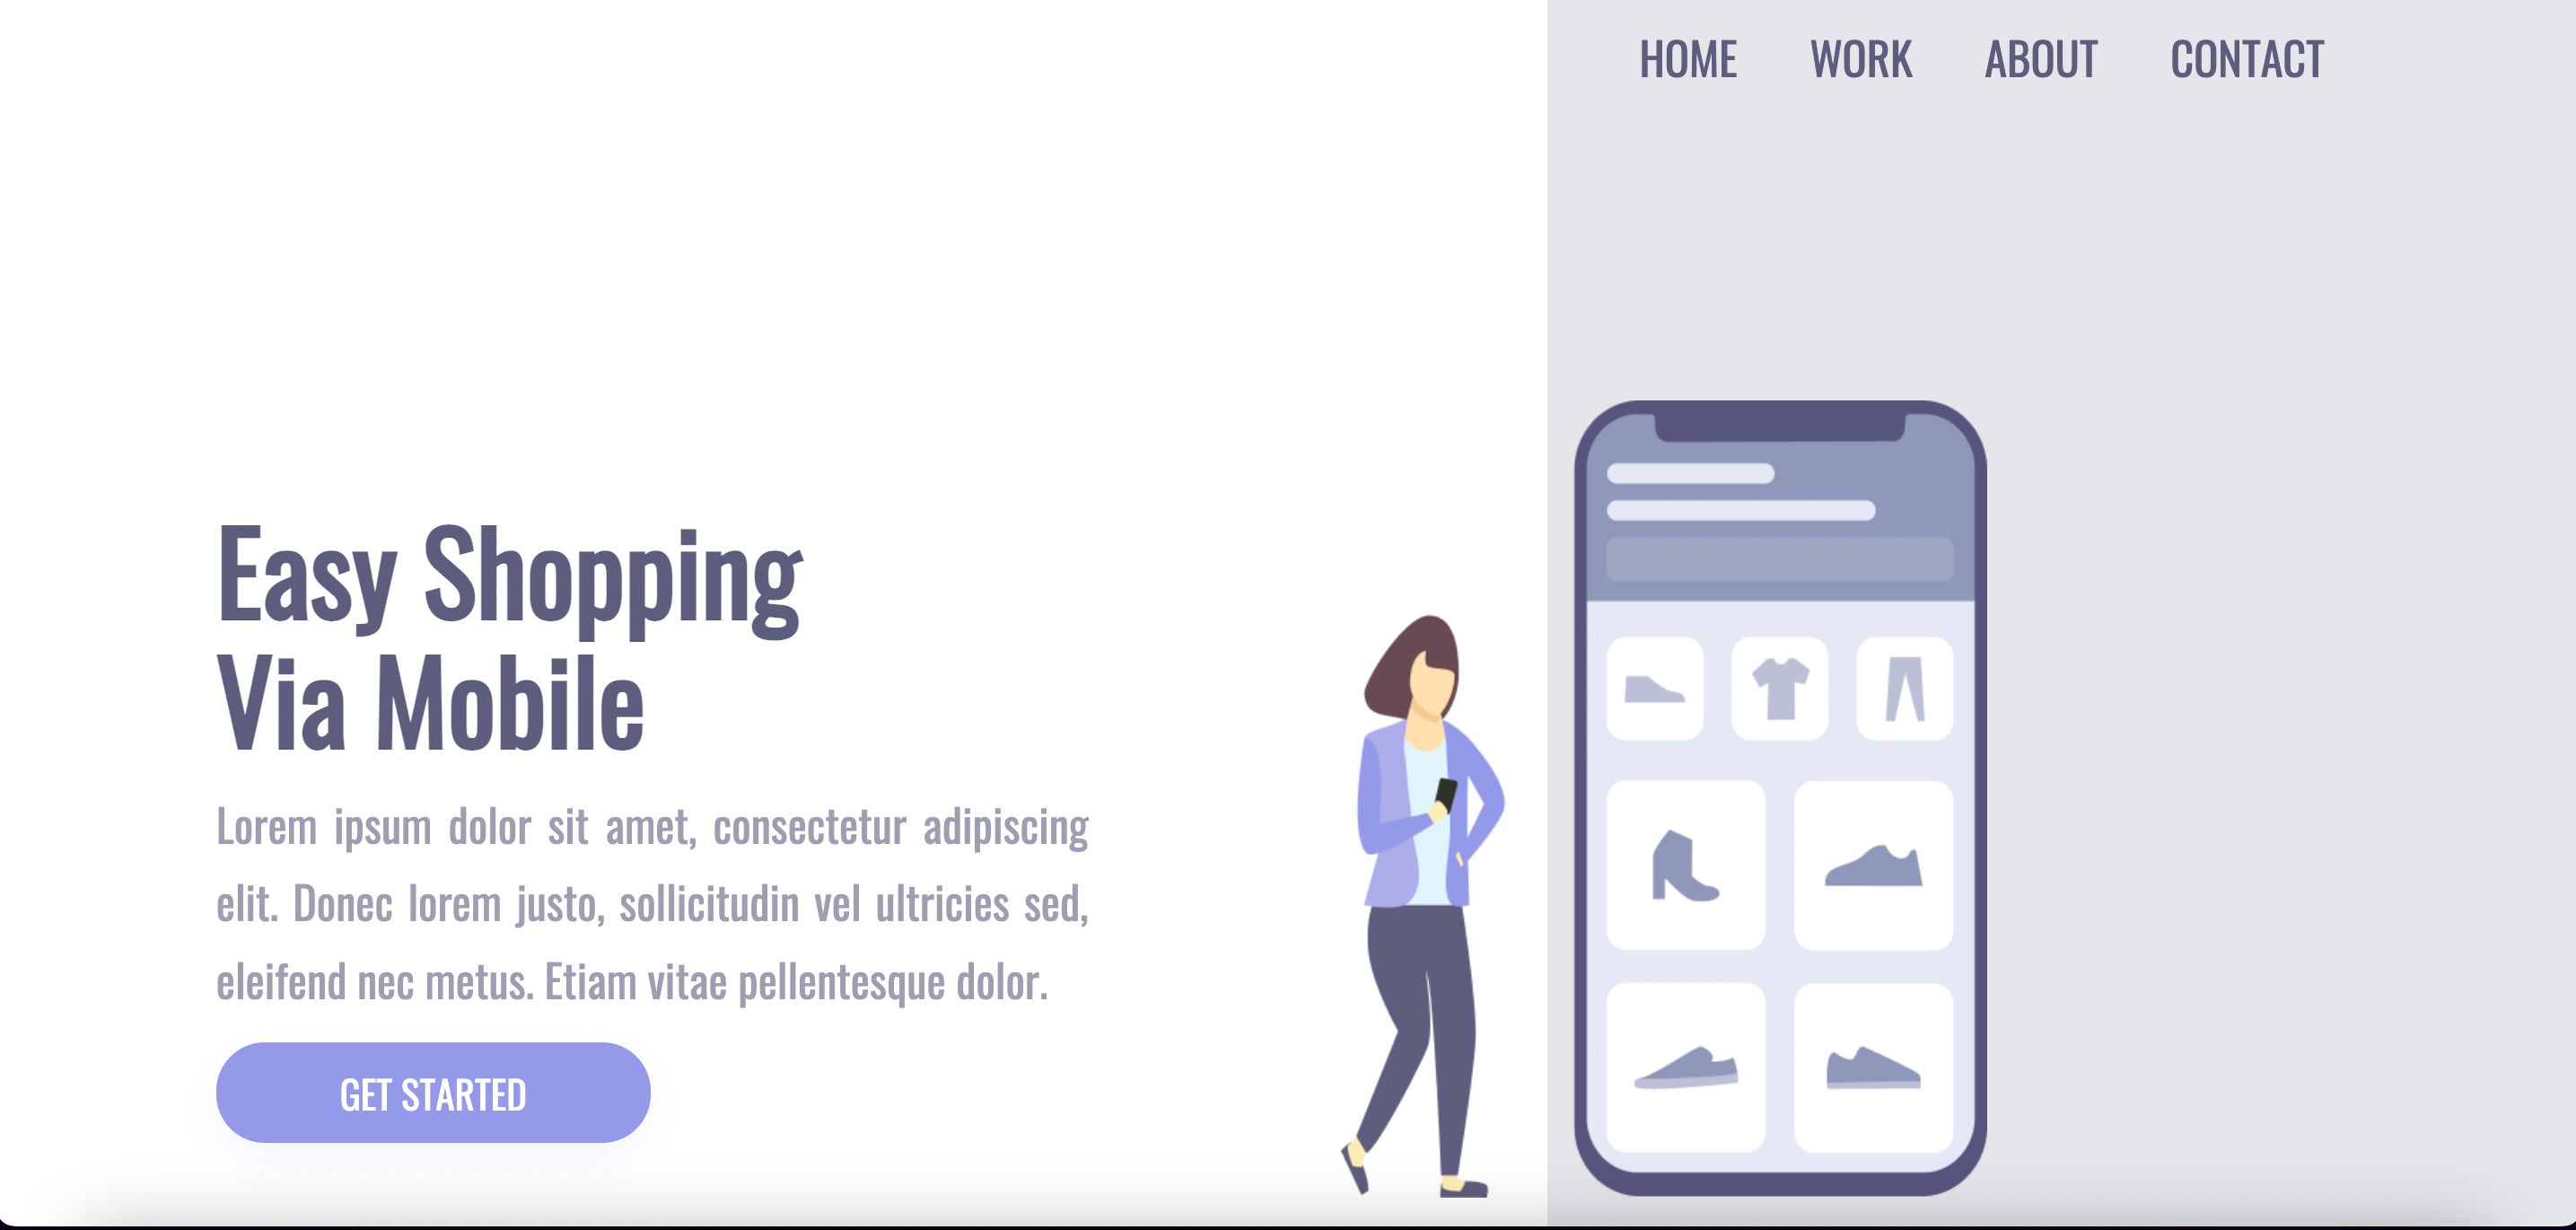 HOME WORK ABOUT CONTACT
Easy Shopping
Via Mobile
Lorem ipsum dolor sit amet, consectetur adipiscing
elit. Donec lorem justo, sollicitudin vel ultricies sed,
eleifend nec metus. Etiam vitae pellentesque dolor.
GET STARTED